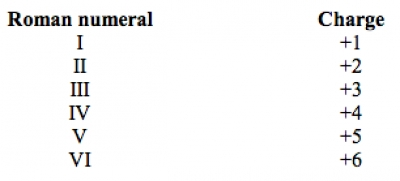 Roman numeral Charge
I +1
II +2
III +3
IV +4
V +5
VI +6